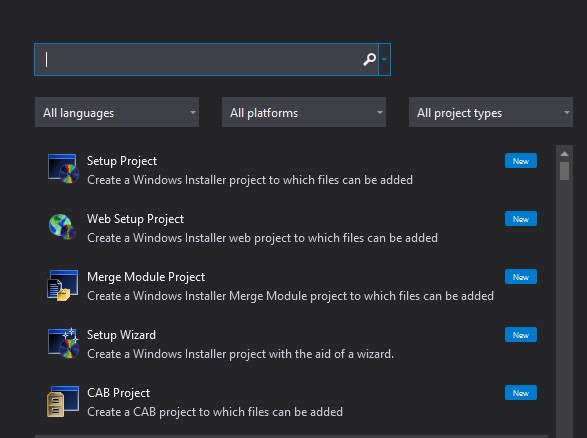 All languages
All platforms
All project types
Setup Project
New
Create a Windows Installer project to which files can be added
Web Setup Project
New
Create a Windows Installer web project to which files can be added
Merge Module Project
New
Create a Windows Installer Merge Module project to which files can be added
Setup Wizard
New
Create a Windows Installer project with the aid of a wizard.
CAB Project
New
Create a CAB project to which files can be added